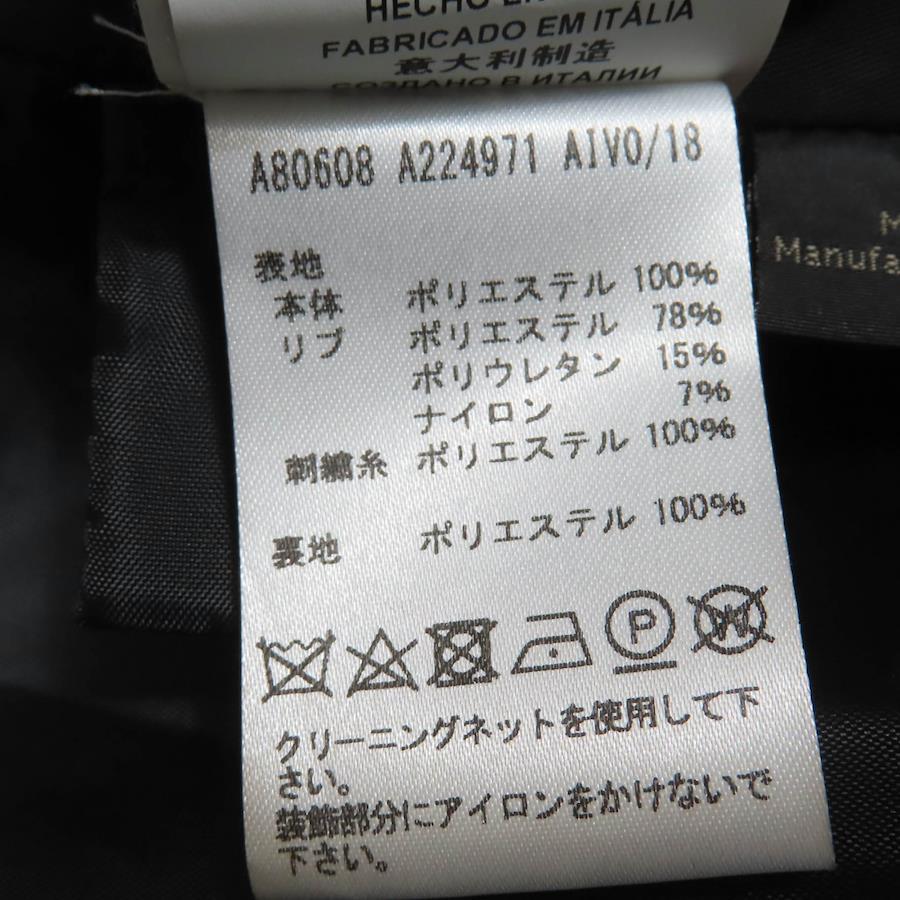 HECHO EN
FABRICADO EM ITÁLIA
意大利制造
СОЗДАНО В ИТАЛИИ
A80608 A224971 AIVO/18
表地
本体 ポリエステル 100%
リブ ポリエステル 78%
ポリウレタン 15%
ナイロン 7%
刺繍糸 ポリエステル 100%
裏地 ポリエステル 100%
P
W
クリーニングネットを使用して下
さい。
装飾部分にアイロンをかけないで
下さい。
M
Manufa